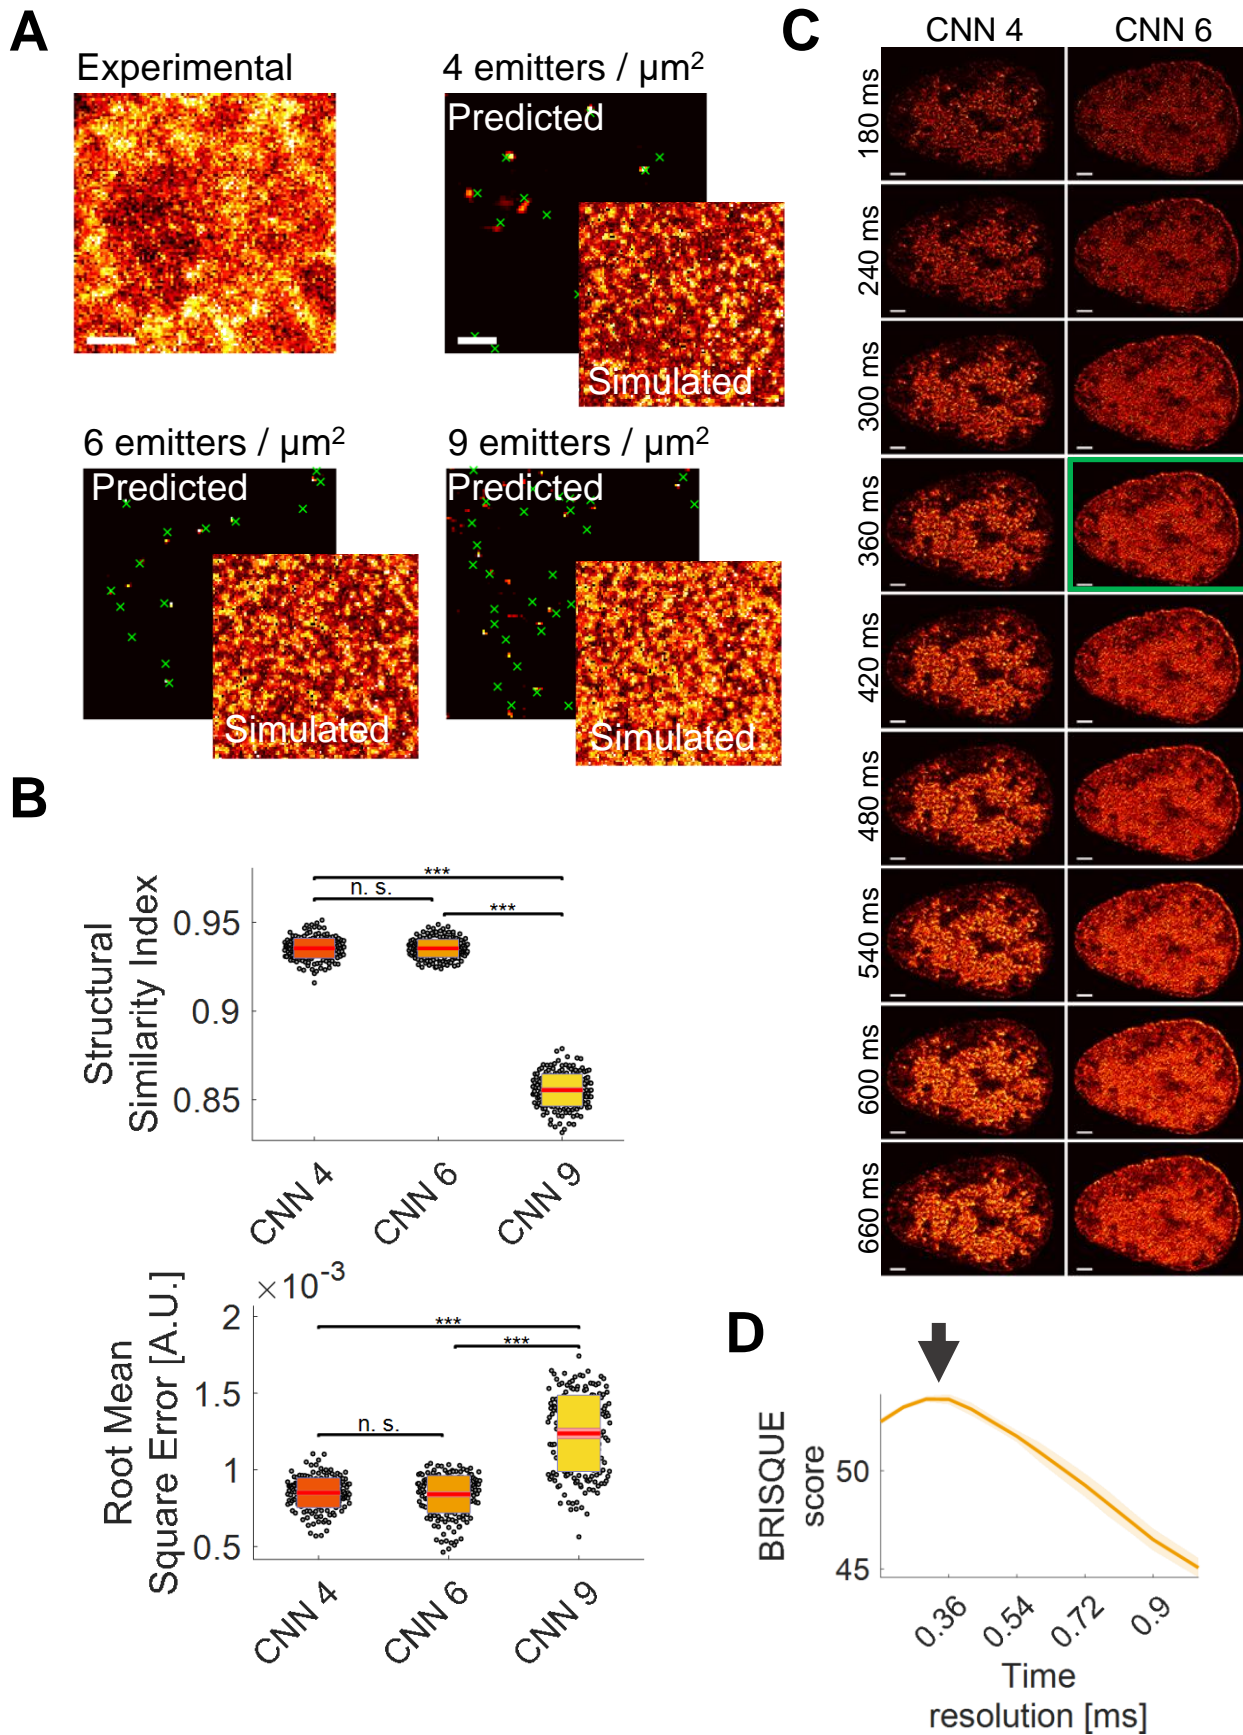 A
Experimental
4 emitters / µm²
Predicted
Simulated
6 emitters / µm²
Predicted
Simulated
9 emitters / µm²
Predicted
Simulated
B
Structural
Similarity Index
0.95
0.9
0.85
***
n. s.
***
CNN 4
CNN 6
CNN 9
Root Mean
Square Error [A.U.]
×10⁻³
2
1.5
1
0.5
***
***
n. s.
CNN 4
CNN 6
CNN 9
C
CNN 4
CNN 6
180 ms
240 ms
300 ms
360 ms
420 ms
480 ms
540 ms
600 ms
660 ms
D
BRISQUE
score
50
45
0.36
0.54
0.72
0.9
Time
resolution [ms]